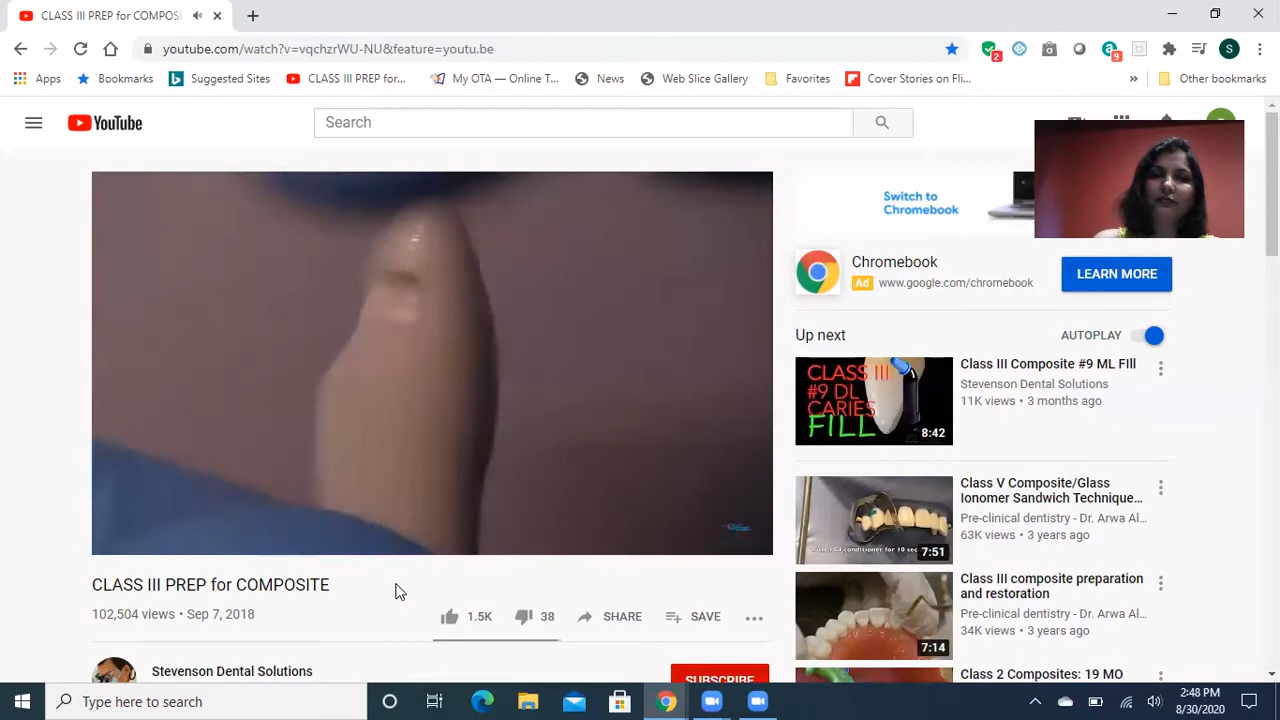 CLASS III PREP for COMPOSI
youtube.com/watch?v=vqchzrWU-NU&feature=youtu.be
2
9
S
Apps
Bookmarks
Suggested Sites
CLASS III PREP for...
My OTA — Online T...
News
Web Slice Gallery
Favorites
Cover Stories on Fli...
»
Other bookmarks
YouTube
Search
Switch to
Chromebook
Chromebook
Ad www.google.com/chromebook
LEARN MORE
Up next
AUTOPLAY
CLASS III
#9 DL
CARIES
FILL
8:42
Class III Composite #9 ML FIll
Stevenson Dental Solutions
11K views • 3 months ago
7:51
Class V Composite/Glass
Ionomer Sandwich Technique...
Pre-clinical dentistry - Dr. Arwa Al...
63K views • 3 years ago
7:14
Class III composite preparation
and restoration
Pre-clinical dentistry - Dr. Arwa Al...
34K views • 3 years ago
Class 2 Composites: 19 MO
CLASS III PREP for COMPOSITE
102,504 views • Sep 7, 2018
1.5K
38
SHARE
SAVE
Stevenson Dental Solutions
SUBSCRIBE
Type here to search
2:48 PM
8/30/2020